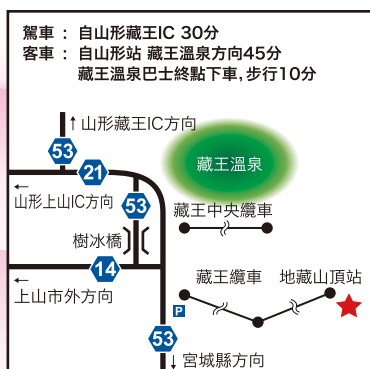 駕車 : 自山形藏王IC 30分
客車 : 自山形站 藏王溫泉方向45分
藏王溫泉巴士終點下車,步行10分
↑山形藏王IC方向
53
21
藏王溫泉
←
山形上山IC方向
53
藏王中央纜車
樹冰橋
14
藏王纜車
地藏山頂站
←
上山市外方向
P
53
↓宮城縣方向